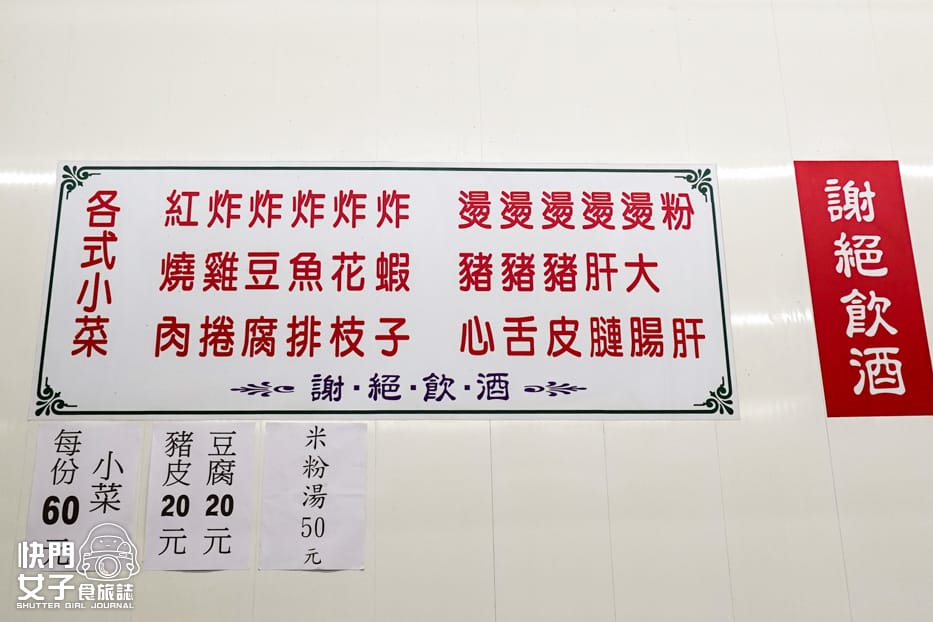 各式小菜
紅燒肉
炸雞捲
炸豆腐
炸魚排
炸花枝
炸蝦子
燙豬心
燙豬舌
燙豬皮
燙肝
燙大腸
粉肝
謝·絕·飲·酒
謝絕飲酒
小菜
每份60元
豆腐20元
豬皮20元
米粉湯50元
快門
女子食旅誌
SHUTTER GIRL JOURNAL